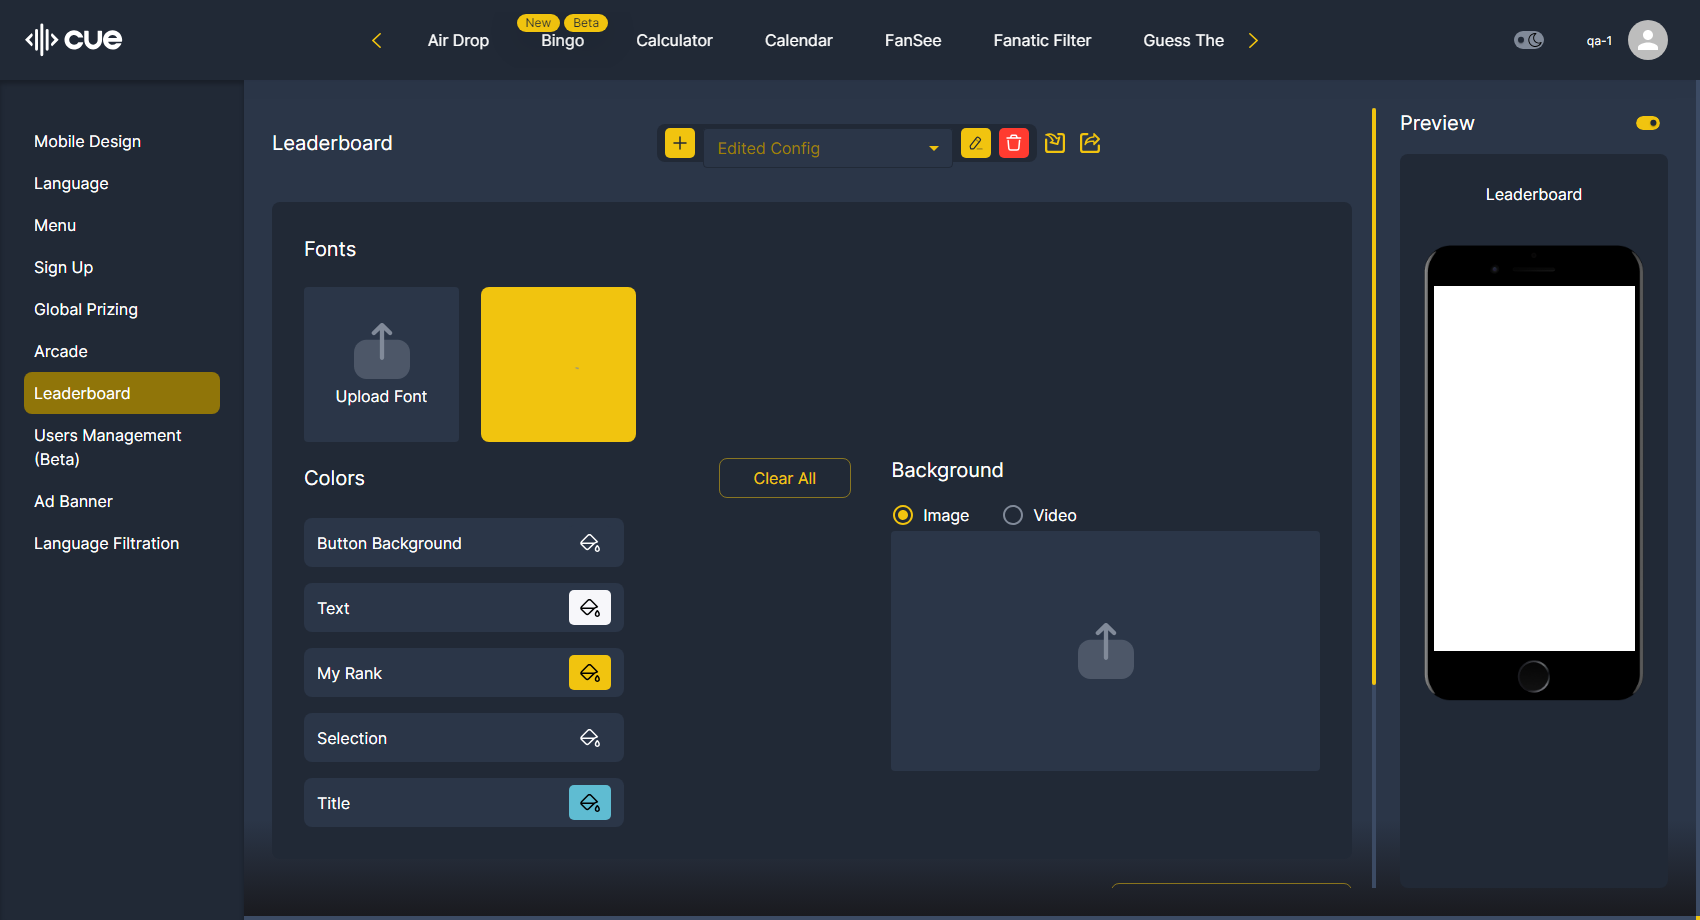 cue
Air Drop
New
Beta
Bingo
Calculator
Calendar
FanSee
Fanatic Filter
Guess The
qa-1
Mobile Design
Language
Menu
Sign Up
Global Prizing
Arcade
Leaderboard
Users Management
(Beta)
Ad Banner
Language Filtration
Leaderboard
Edited Config
Fonts
Upload Font
Colors
Clear All
Button Background
Text
My Rank
Selection
Title
Background
Image
Video
Preview
Leaderboard